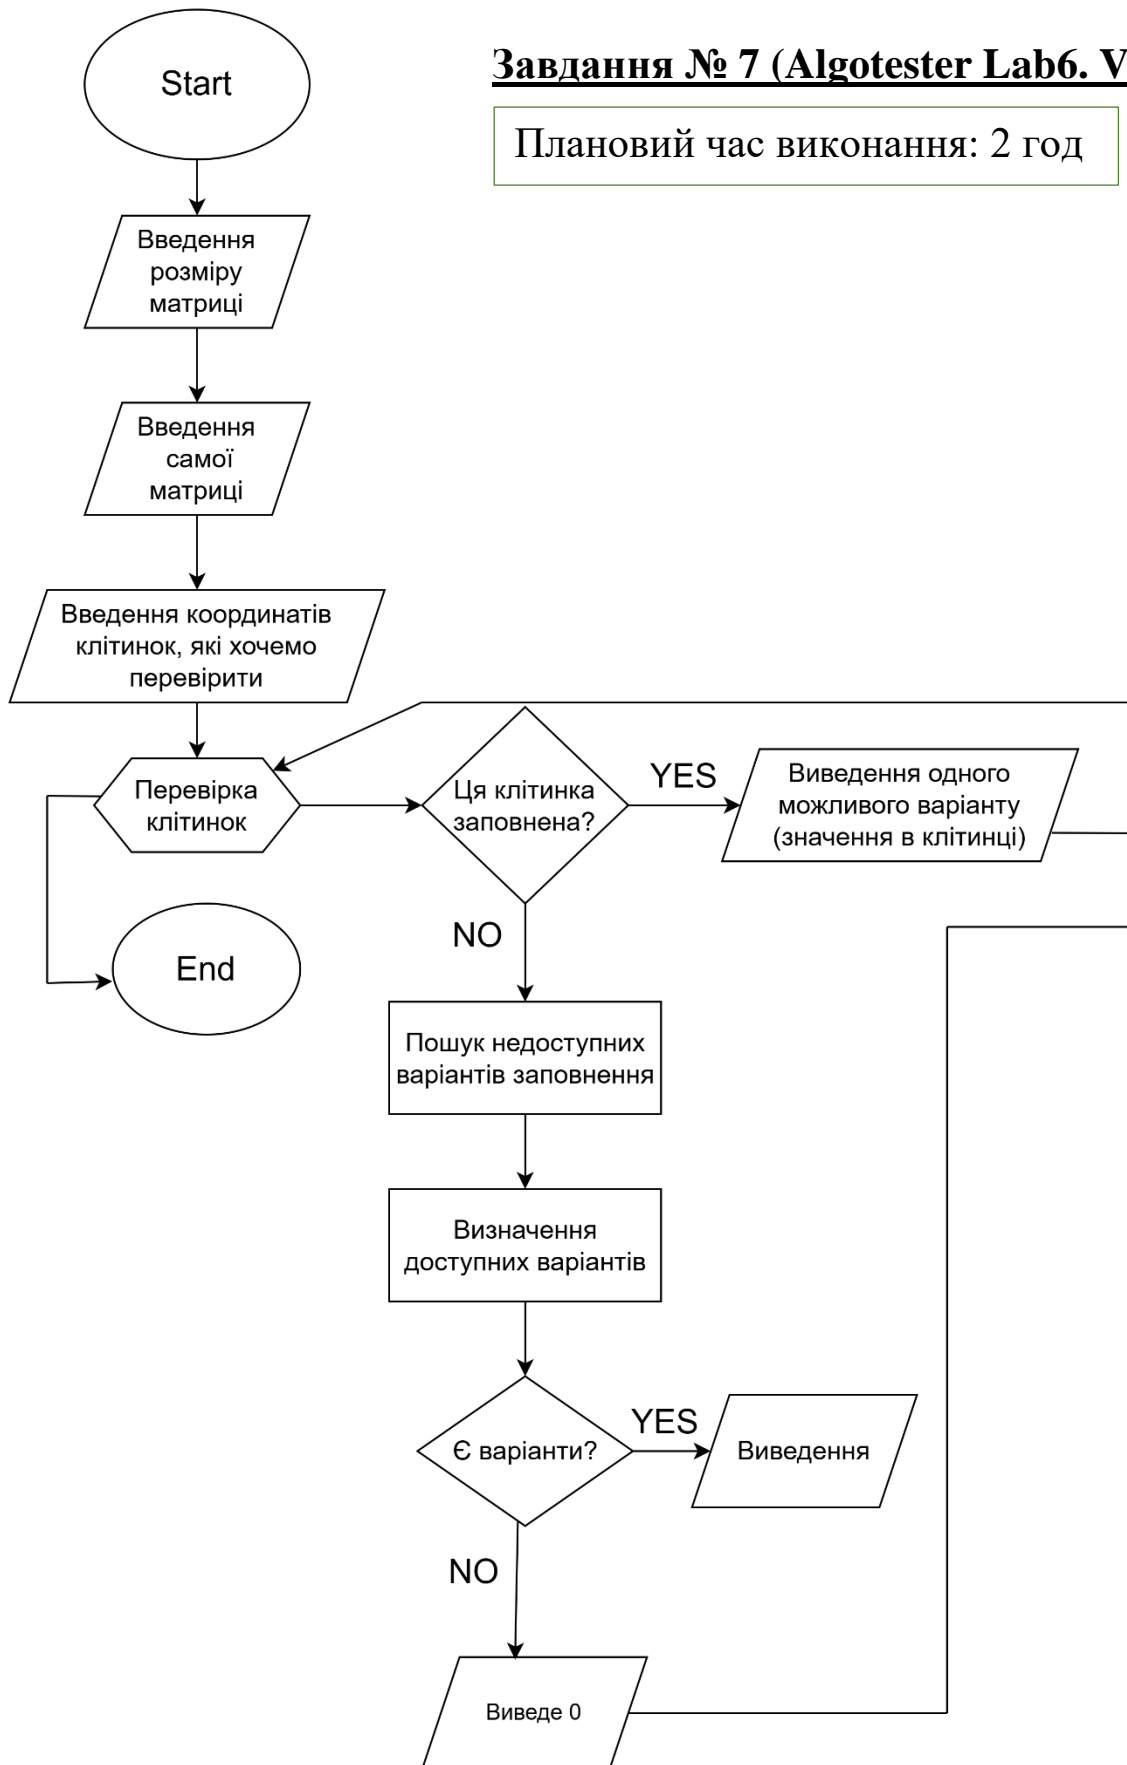 Start
Завдання № 7 (Algotester Lab6. V
Плановий час виконання: 2 год
Введення
розміру
матриці
Введення
самої
матриці
Введення координатів
клітинок, які хочемо
перевірити
Перевірка
клітинок
Ця клітинка
заповнена?
YES
Виведення одного
можливого варіанту
(значення в клітинці)
NO
End
Пошук недоступних
варіантів заповнення
Визначення
доступних варіантів
Є варіанти?
YES
Виведення
NO
Виведе 0